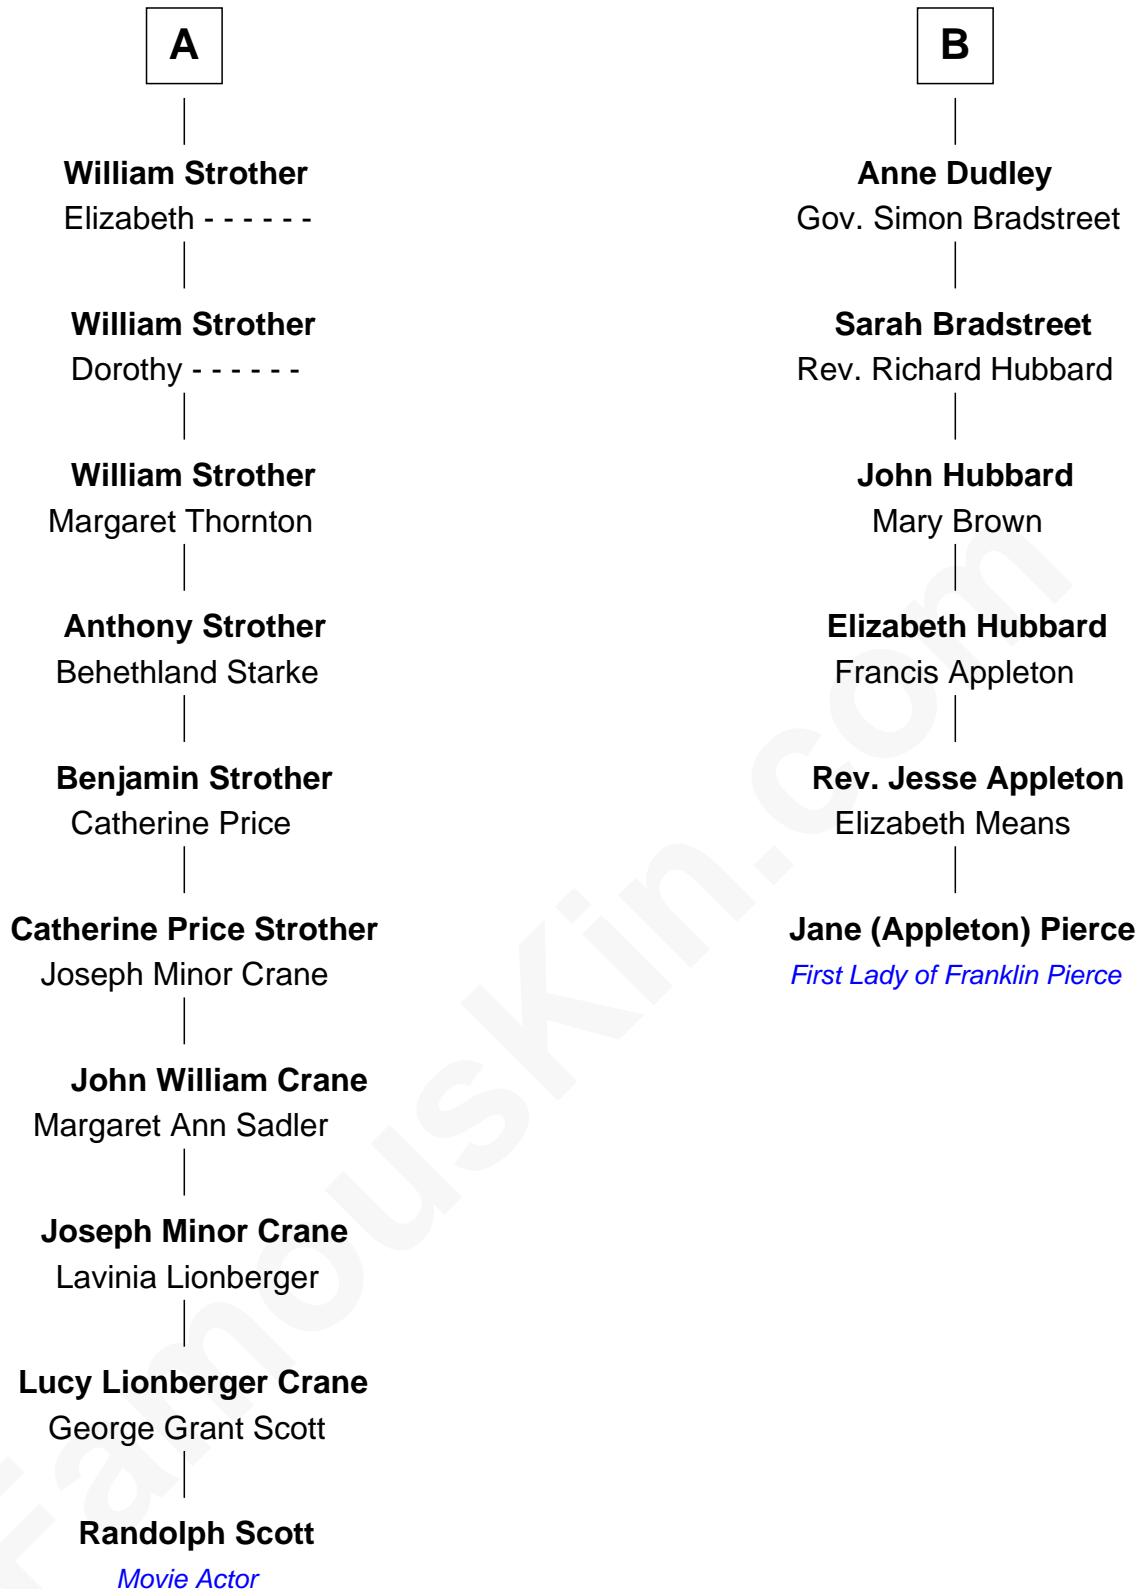 A
William Strother
Elizabeth - - - - - -
William Strother
Dorothy - - - - - -
William Strother
Margaret Thornton
Anthony Strother
Behethland Starke
Benjamin Strother
Catherine Price
Catherine Price Strother
Joseph Minor Crane
John William Crane
Margaret Ann Sadler
Joseph Minor Crane
Lavinia Lionberger
Lucy Lionberger Crane
George Grant Scott
Randolph Scott
Movie Actor
B
Anne Dudley
Gov. Simon Bradstreet
Sarah Bradstreet
Rev. Richard Hubbard
John Hubbard
Mary Brown
Elizabeth Hubbard
Francis Appleton
Rev. Jesse Appleton
Elizabeth Means
Jane (Appleton) Pierce
First Lady of Franklin Pierce
FamousKin.com